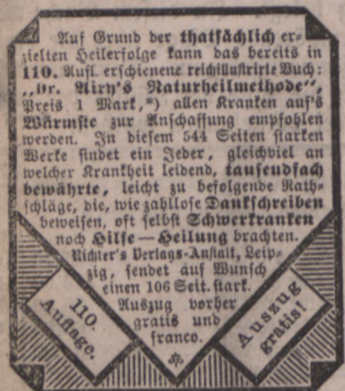 Auf Grund der thatsächlich er-
zielten Heilerfolge kann das bereits in
110. Aufl. erschienene reichillustrirte Buch:
„Dr. Airy's Naturheilmethode“,
Preis 1 Mark,*) allen Kranken auf's
Wärmste zur Anschaffung empfohlen
werden. In diesem 544 Seiten starken
Werke findet ein Jeder, gleichviel an
welcher Krankheit leidend, tausendfach
bewährte, leicht zu befolgende Rath-
schläge, die, wie zahllose Dankschreiben
beweisen, oft selbst Schwerkranken
noch Hilfe — Heilung brachten.
Richter's Verlags-Anstalt, Leip-
zig, sendet auf Wunsch
einen 106 Seit. stark.
Auszug vorher
gratis und
franco.
110.
Auflage.
Auszug
gratis!